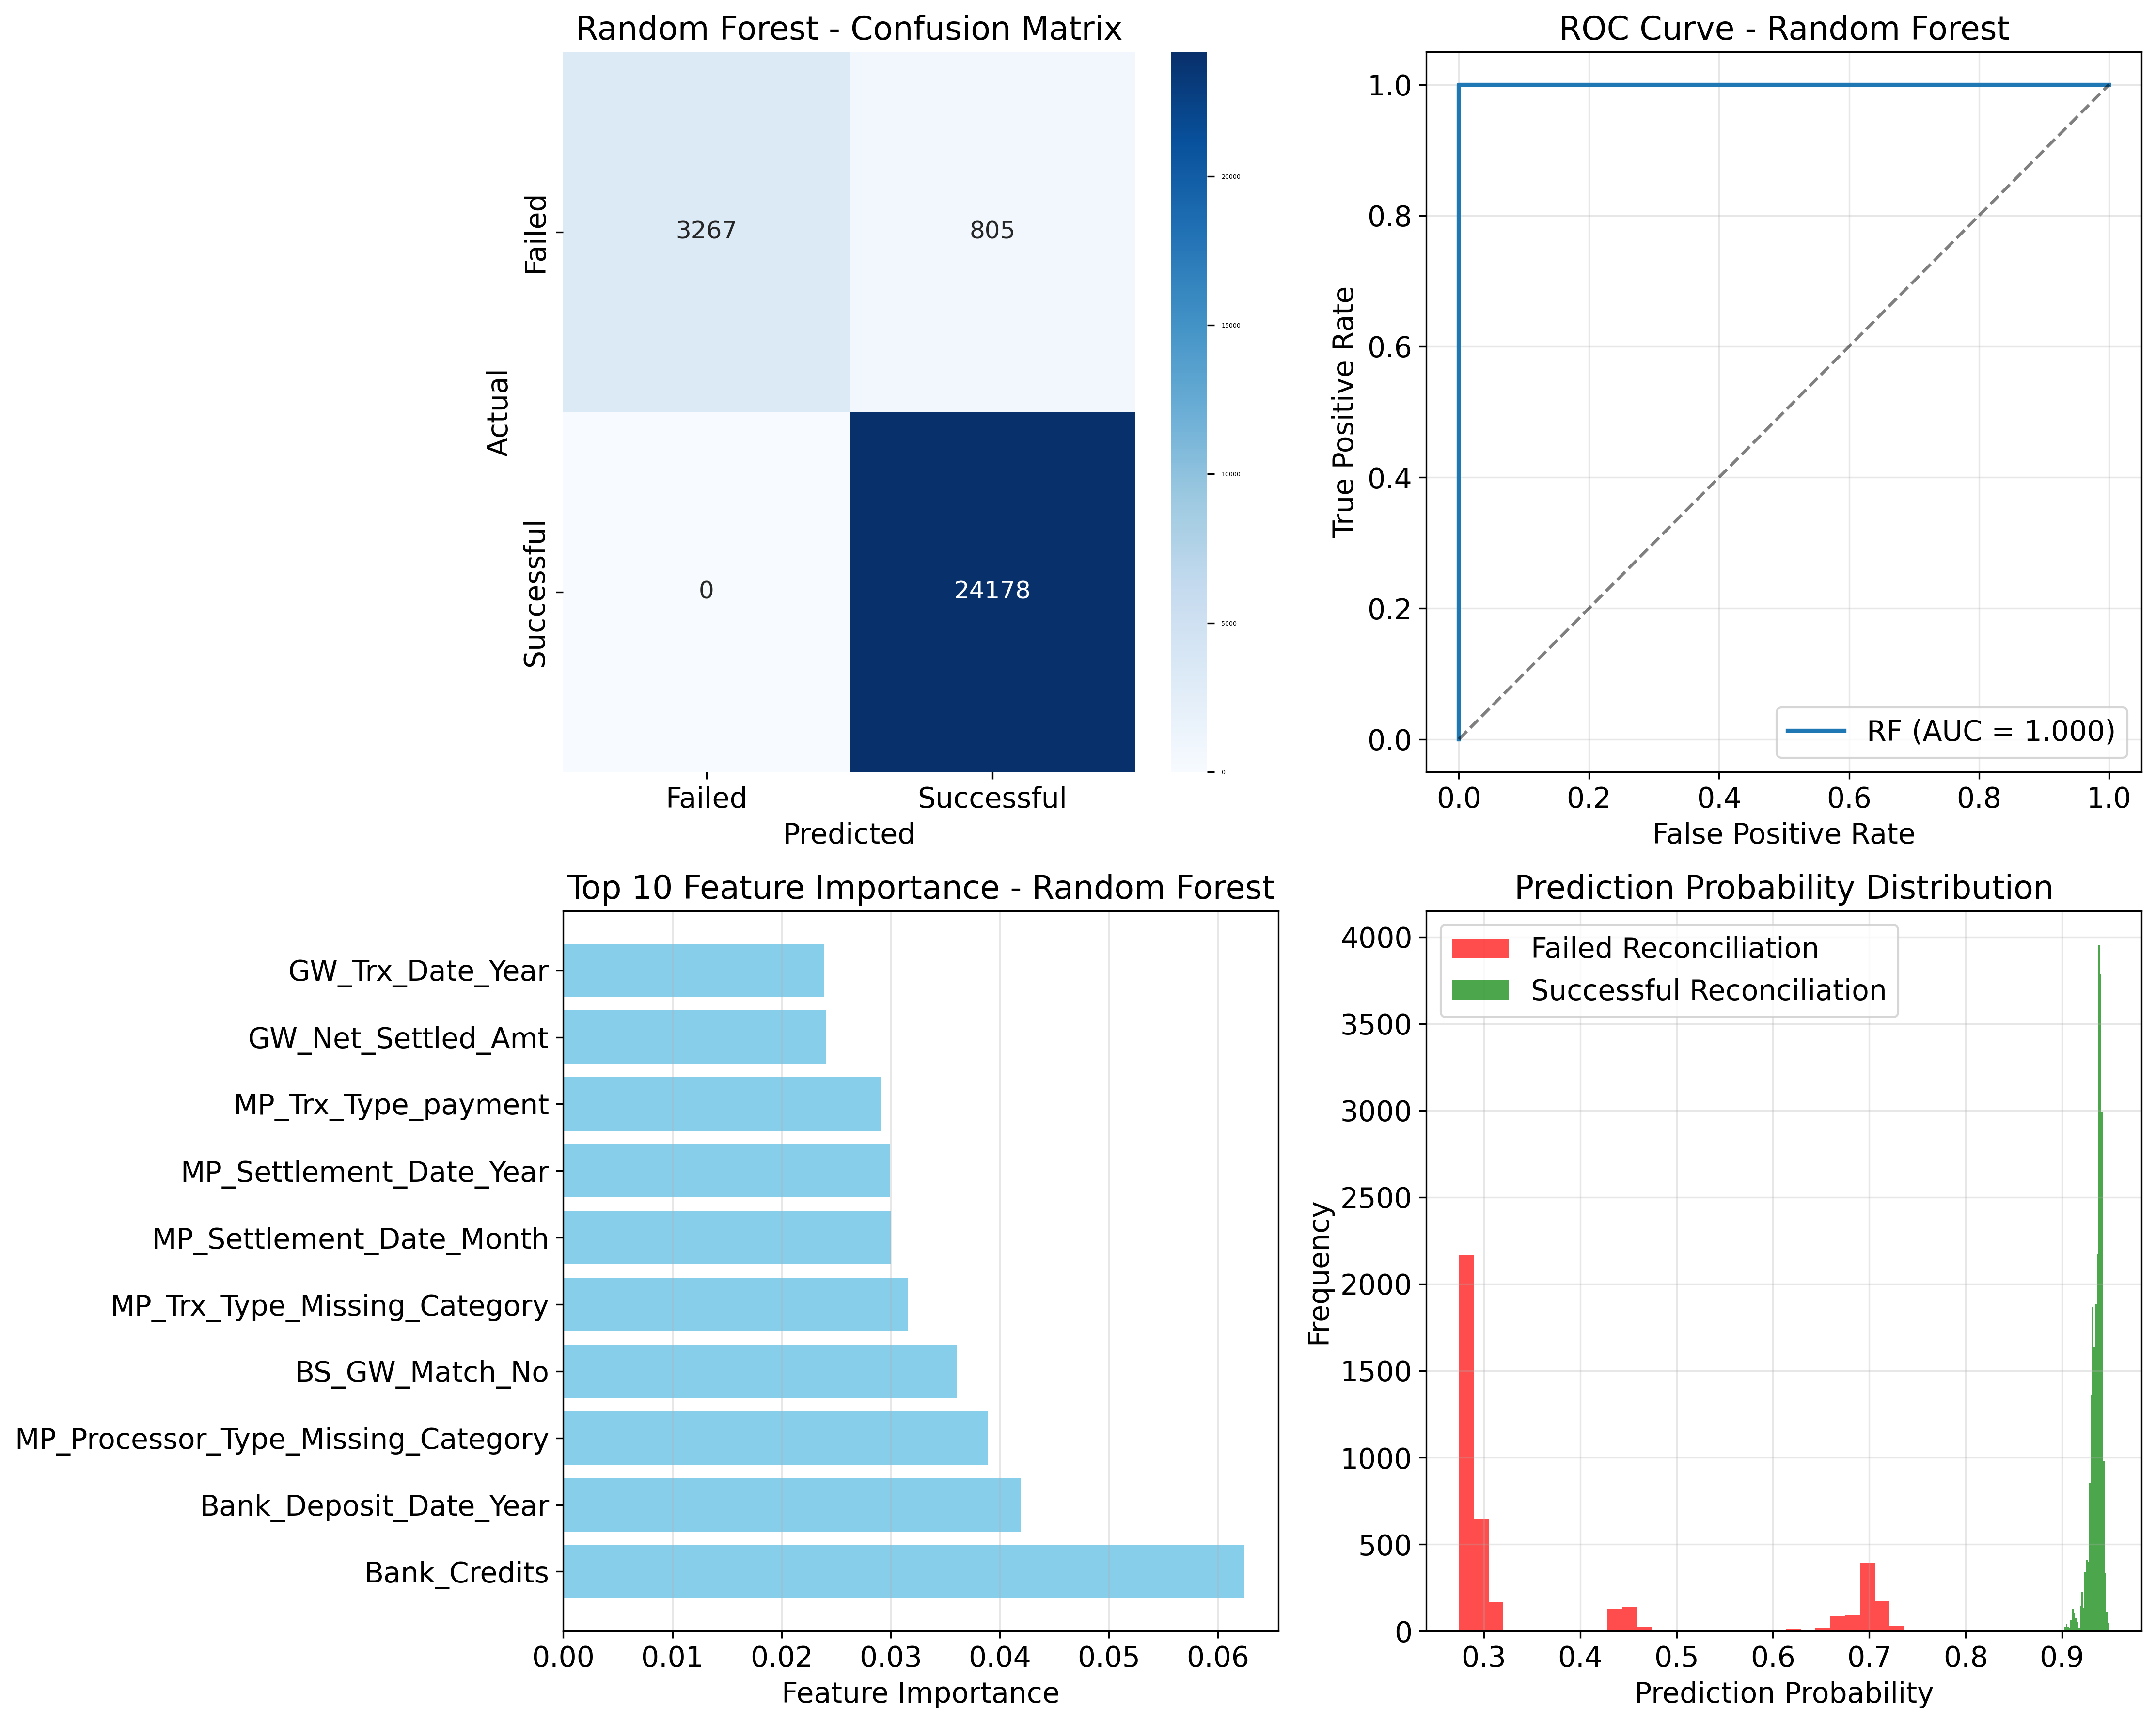 Random Forest - Confusion Matrix
Actual
Failed
Successful
3267
805
0
24178
Failed
Successful
Predicted
20000
15000
10000
5000
0
ROC Curve - Random Forest
True Positive Rate
1.0
0.8
0.6
0.4
0.2
0.0
RF (AUC = 1.000)
0.0 0.2 0.4 0.6 0.8 1.0
False Positive Rate
Top 10 Feature Importance - Random Forest
GW_Trx_Date_Year
GW_Net_Settled_Amt
MP_Trx_Type_payment
MP_Settlement_Date_Year
MP_Settlement_Date_Month
MP_Trx_Type_Missing_Category
BS_GW_Match_No
MP_Processor_Type_Missing_Category
Bank_Deposit_Date_Year
Bank_Credits
0.00 0.01 0.02 0.03 0.04 0.05 0.06
Feature Importance
Prediction Probability Distribution
Frequency
4000
3500
3000
2500
2000
1500
1000
500
0
Failed Reconciliation
Successful Reconciliation
0.3 0.4 0.5 0.6 0.7 0.8 0.9
Prediction Probability